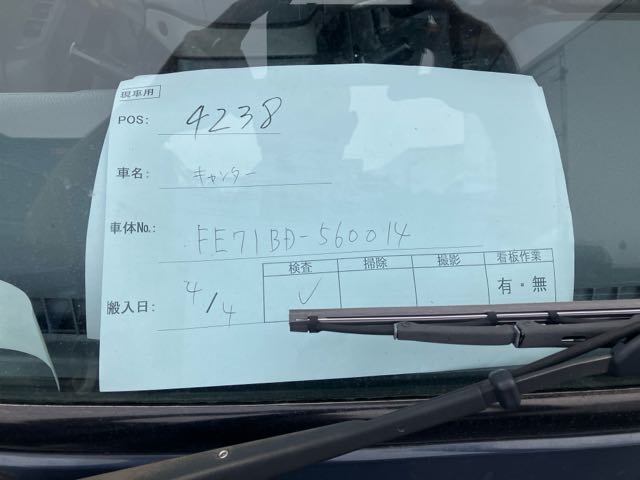 現車用
POS: 4238
車名: キャンター
車体No.: FE71BD-560014
検査 掃除 撮影 看板作業
搬入日: 4/4 ✓ 有・無